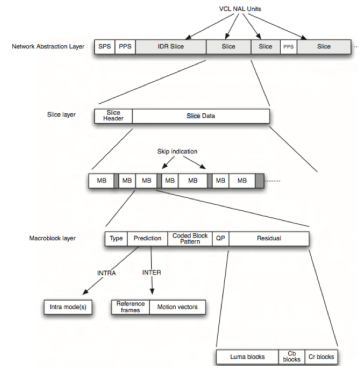 VCL NAL Units
Network Abstraction Layer
SPS PPS IDR Slice Slice Slice PPS Slice
Slice layer
Slice Header Slice Data
Skip indication
MB MB MB MB MB MB
Macroblock layer
Type Prediction Coded Block Pattern QP Residual
INTRA INTER
Intra mode(s) Reference frames Motion vectors
Luma blocks Cb blocks Cr blocks